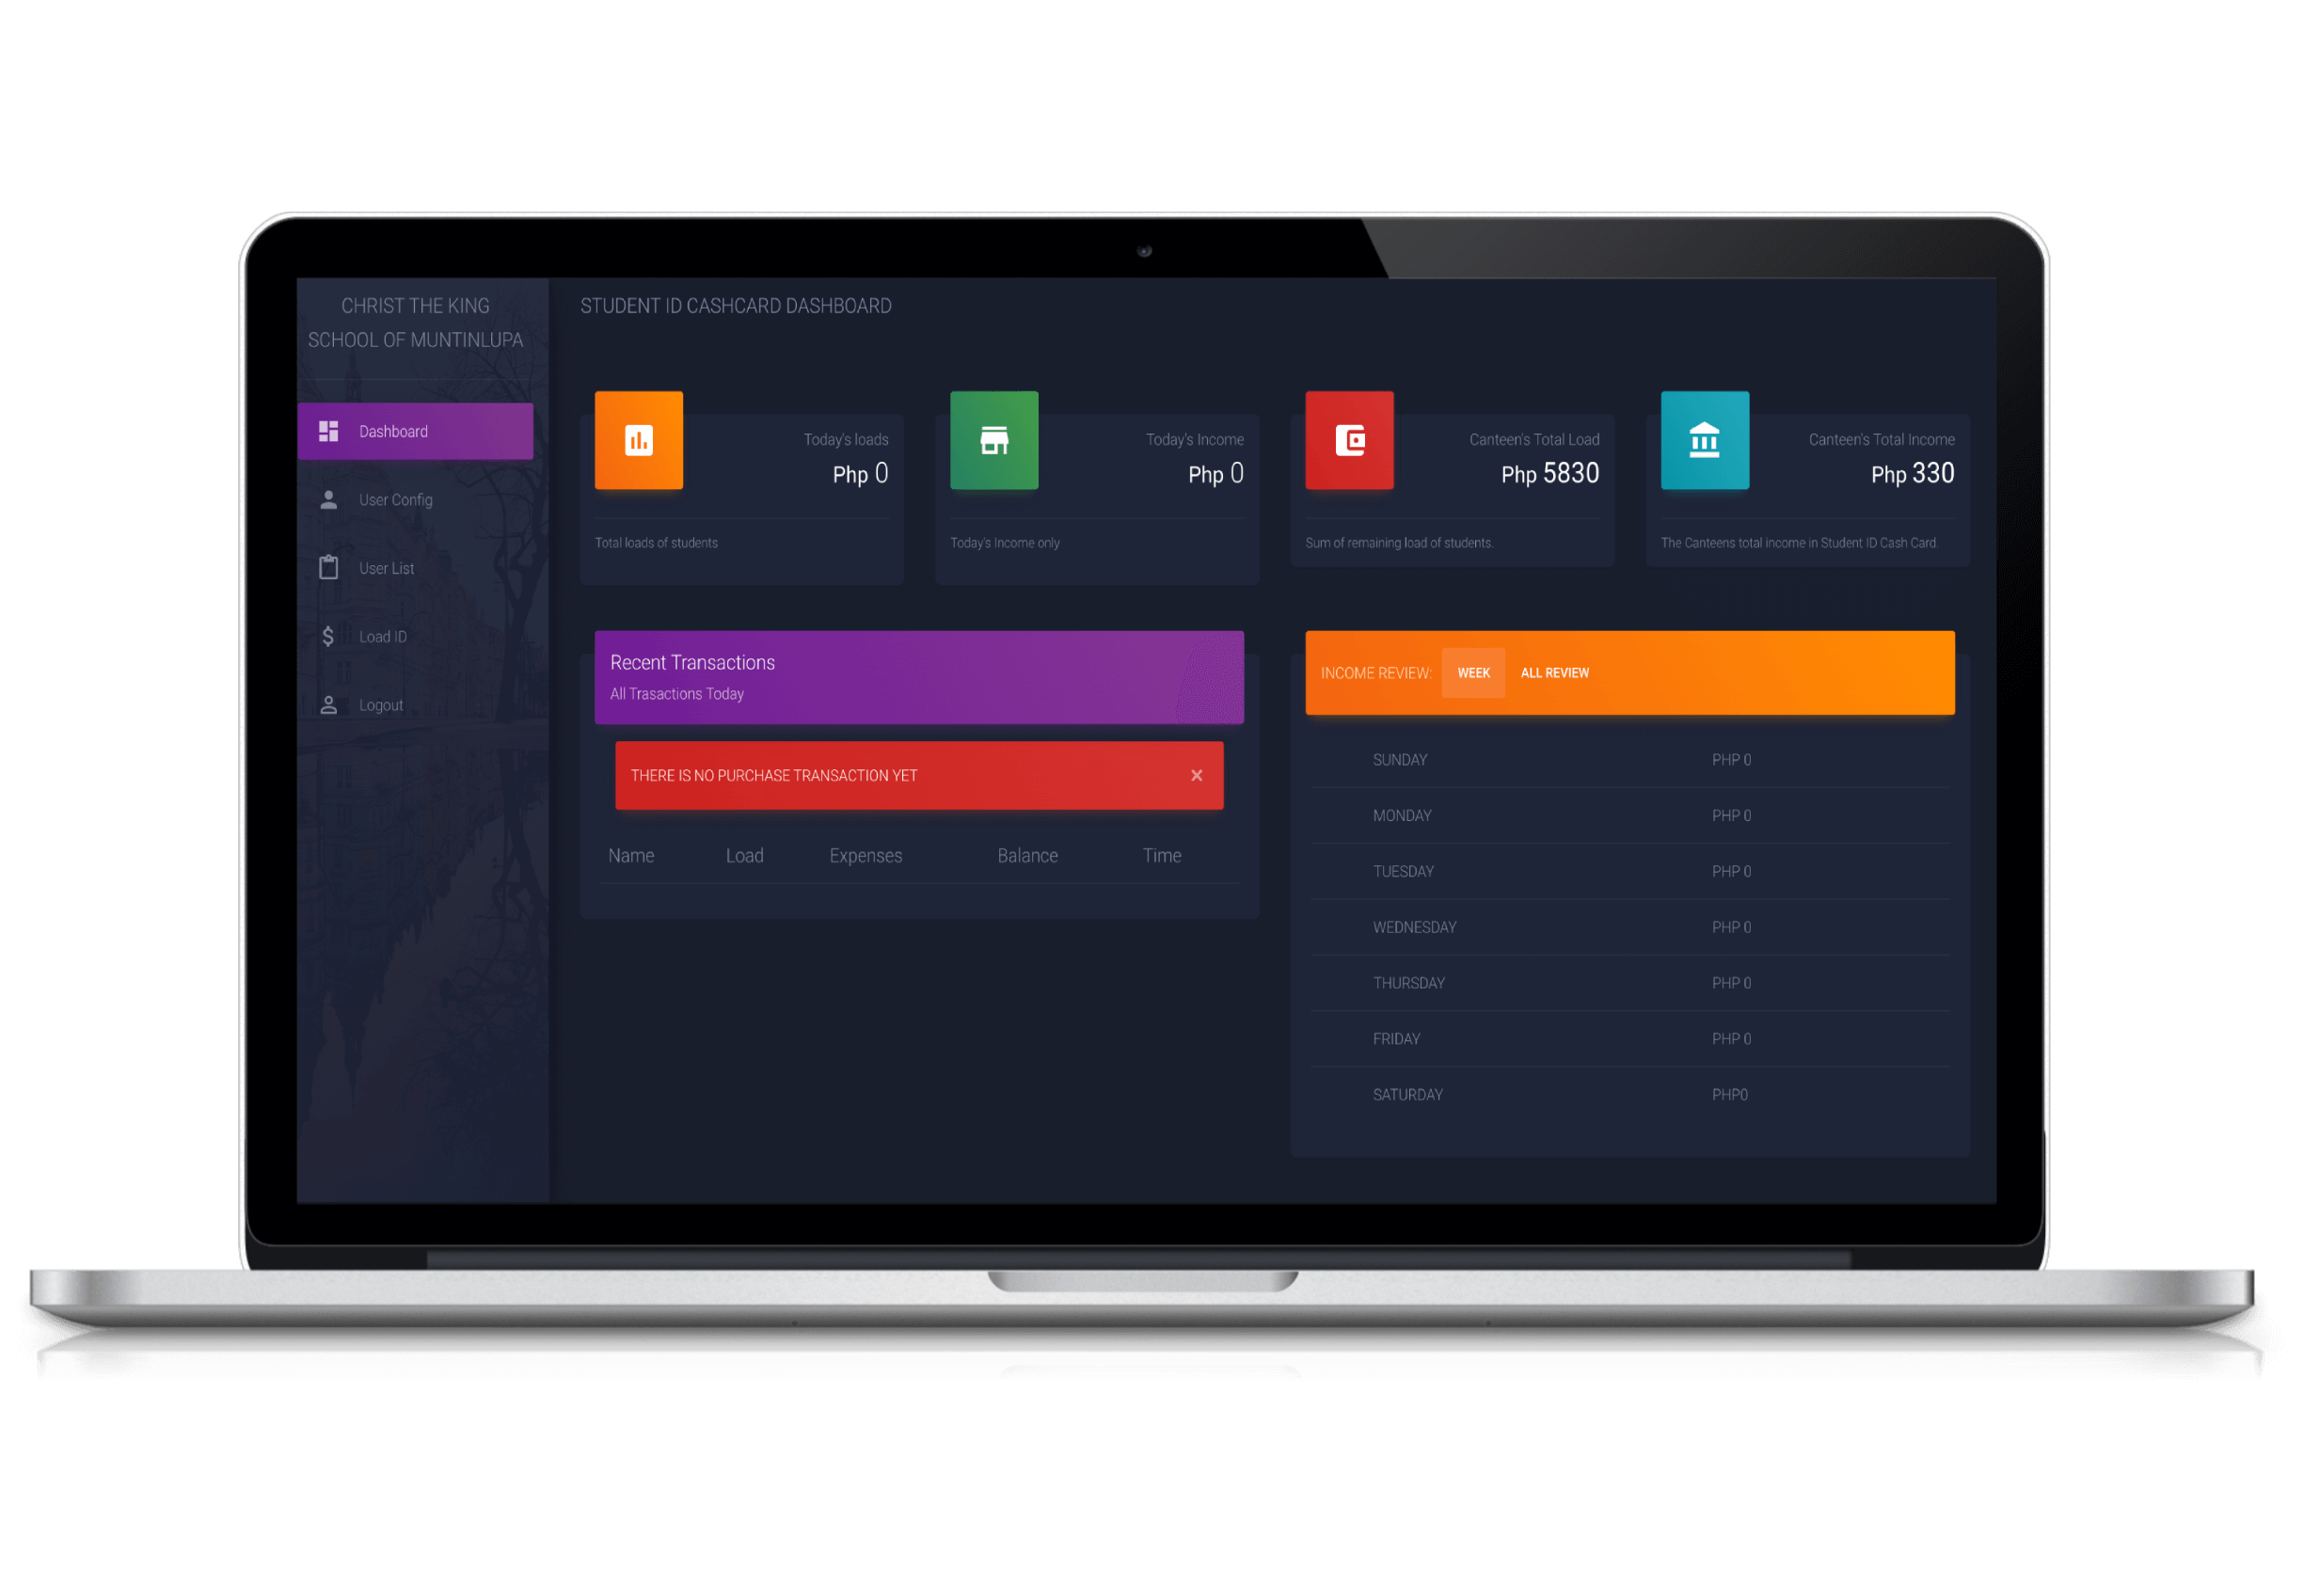 CHRIST THE KING
SCHOOL OF MUNTINLUPA
Dashboard
User Config
User List
Load ID
Logout
STUDENT ID CASHCARD DASHBOARD
Today's loads
Php 0
Total loads of students
Today's Income
Php 0
Today's Income only
Canteen's Total Load
Php 5830
Sum of remaining load of students.
Canteen's Total Income
Php 330
The Canteens total income in Student ID Cash Card.
Recent Transactions
All Trasactions Today
THERE IS NO PURCHASE TRANSACTION YET ×
Name Load Expenses Balance Time
INCOME REVIEW: WEEK ALL REVIEW
SUNDAY PHP 0
MONDAY PHP 0
TUESDAY PHP 0
WEDNESDAY PHP 0
THURSDAY PHP 0
FRIDAY PHP 0
SATURDAY PHP0